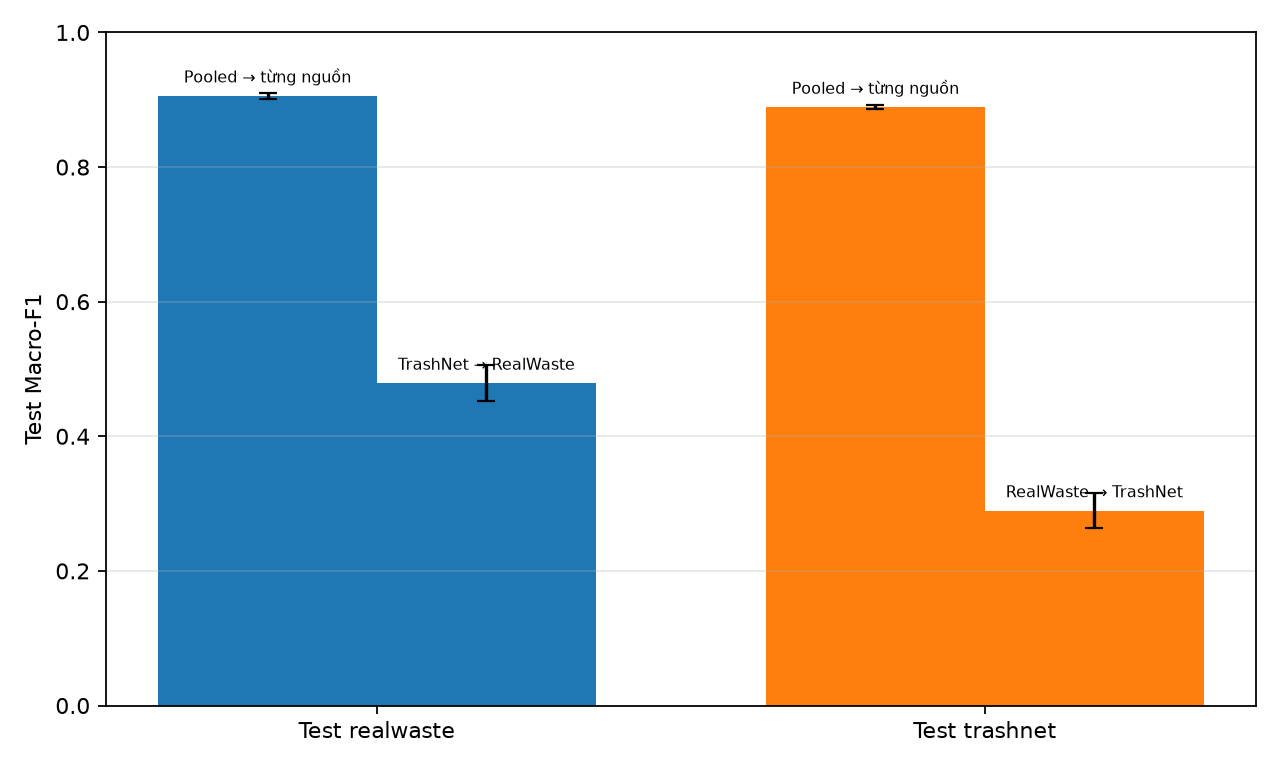 1.0
Pooled → từng nguồn
Pooled → từng nguồn
0.8
0.6
TrashNet → RealWaste
0.4
RealWaste → TrashNet
0.2
0.0
Test Macro-F1
Test realwaste
Test trashnet